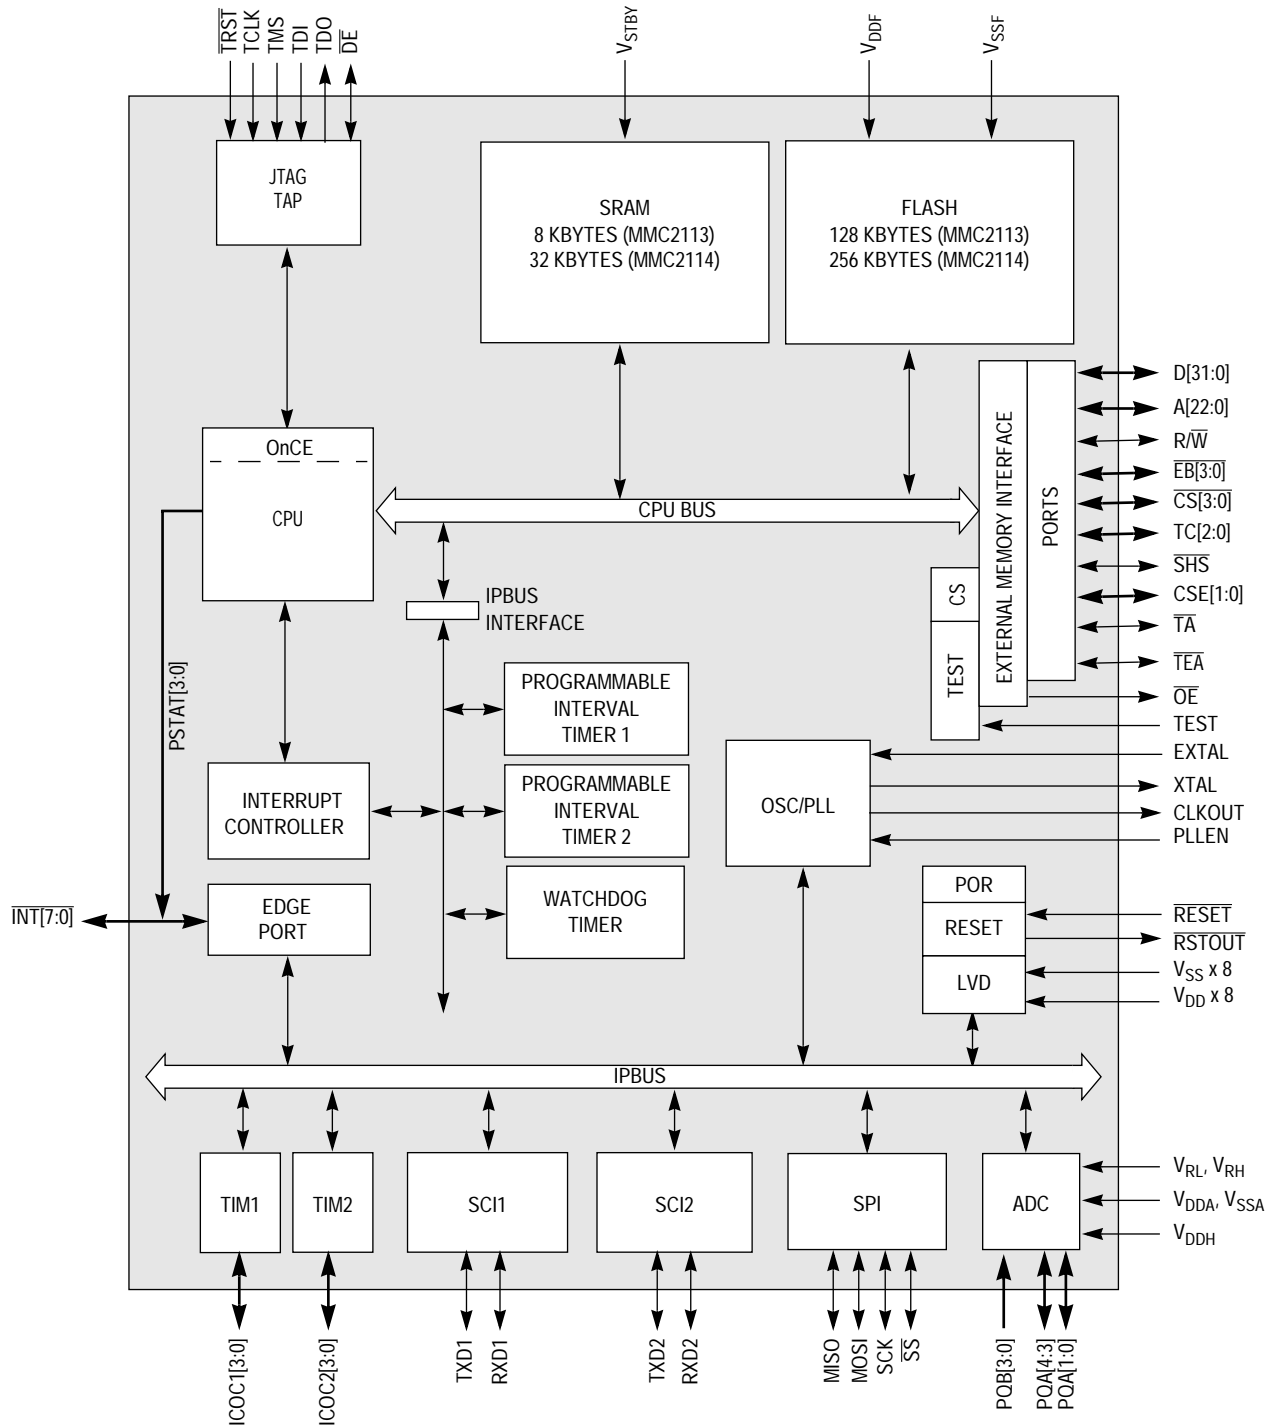 TRST
TCLK
TMS
TDI
TDO
DE
VSTBY
VDDF
VSSF
JTAG
TAP
SRAM
8 KBYTES (MMC2113)
32 KBYTES (MMC2114)
FLASH
128 KBYTES (MMC2113)
256 KBYTES (MMC2114)
OnCE
CPU
CPU BUS
EXTERNAL MEMORY INTERFACE
PORTS
CS
TEST
D[31:0]
A[22:0]
R/W
EB[3:0]
CS[3:0]
TC[2:0]
SHS
CSE[1:0]
TA
TEA
OE
TEST
EXTAL
XTAL
CLKOUT
PLLEN
IPBUS
INTERFACE
PSTAT[3:0]
PROGRAMMABLE
INTERVAL
TIMER 1
PROGRAMMABLE
INTERVAL
TIMER 2
WATCHDOG
TIMER
INTERRUPT
CONTROLLER
OSC/PLL
INT[7:0]
EDGE
PORT
POR
RESET
LVD
RESET
RSTOUT
VSS x 8
VDD x 8
IPBUS
TIM1
TIM2
SCI1
SCI2
SPI
ADC
VRL, VRH
VDDA, VSSA
VDDH
ICOC1[3:0]
ICOC2[3:0]
TXD1
RXD1
TXD2
RXD2
MISO
MOSI
SCK
SS
PQB[3:0]
PQA[4:3]
PQA[1:0]